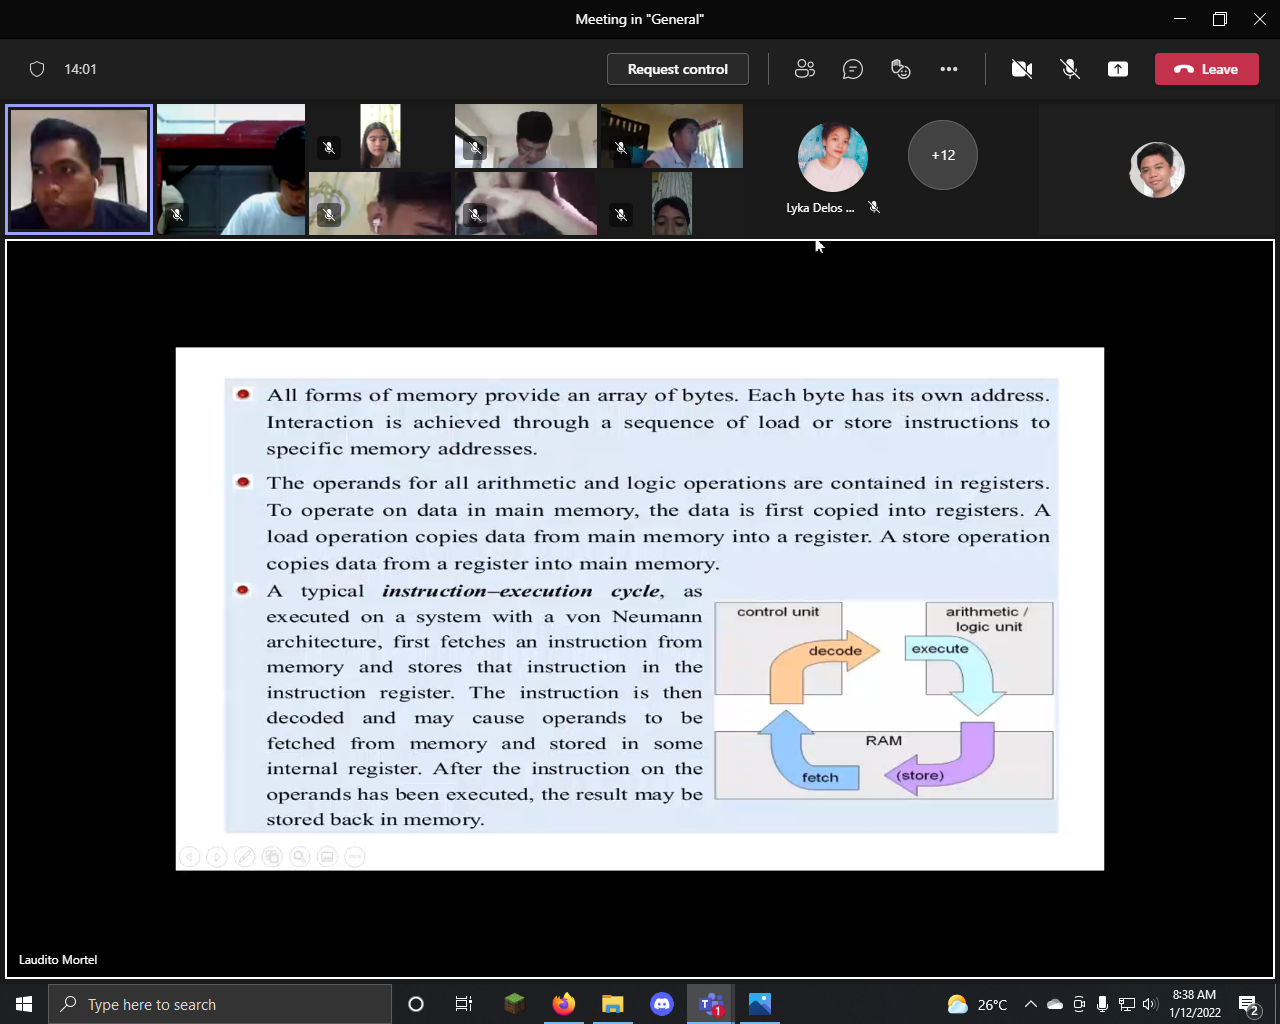 Meeting in "General"
14:01
Request control
Leave
+12
Lyka Delos ...
All forms of memory provide an array of bytes. Each byte has its own address.
Interaction is achieved through a sequence of load or store instructions to
specific memory addresses.
The operands for all arithmetic and logic operations are contained in registers.
To operate on data in main memory, the data is first copied into registers. A
load operation copies data from main memory into a register. A store operation
copies data from a register into main memory.
A typical instruction–execution cycle, as
executed on a system with a von Neumann
architecture, first fetches an instruction from
memory and stores that instruction in the
instruction register. The instruction is then
decoded and may cause operands to be
fetched from memory and stored in some
internal register. After the instruction on the
operands has been executed, the result may be
stored back in memory.
control unit
arithmetic /
logic unit
decode
execute
RAM
fetch
(store)
Laudito Mortel
Type here to search
T
1
26°C
8:38 AM
1/12/2022
2